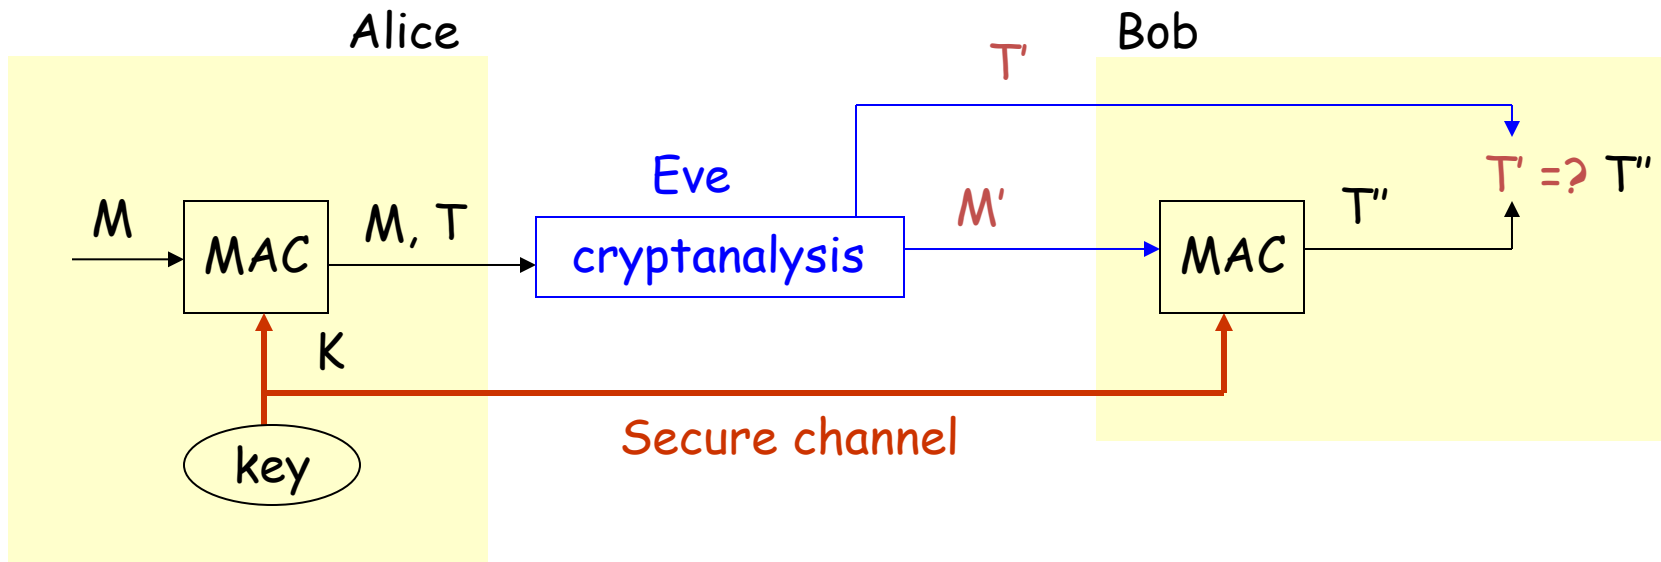 Alice
Bob
T'
Eve
M
MAC
M, T
cryptanalysis
M'
MAC
T''
T' =? T''
K
Secure channel
key